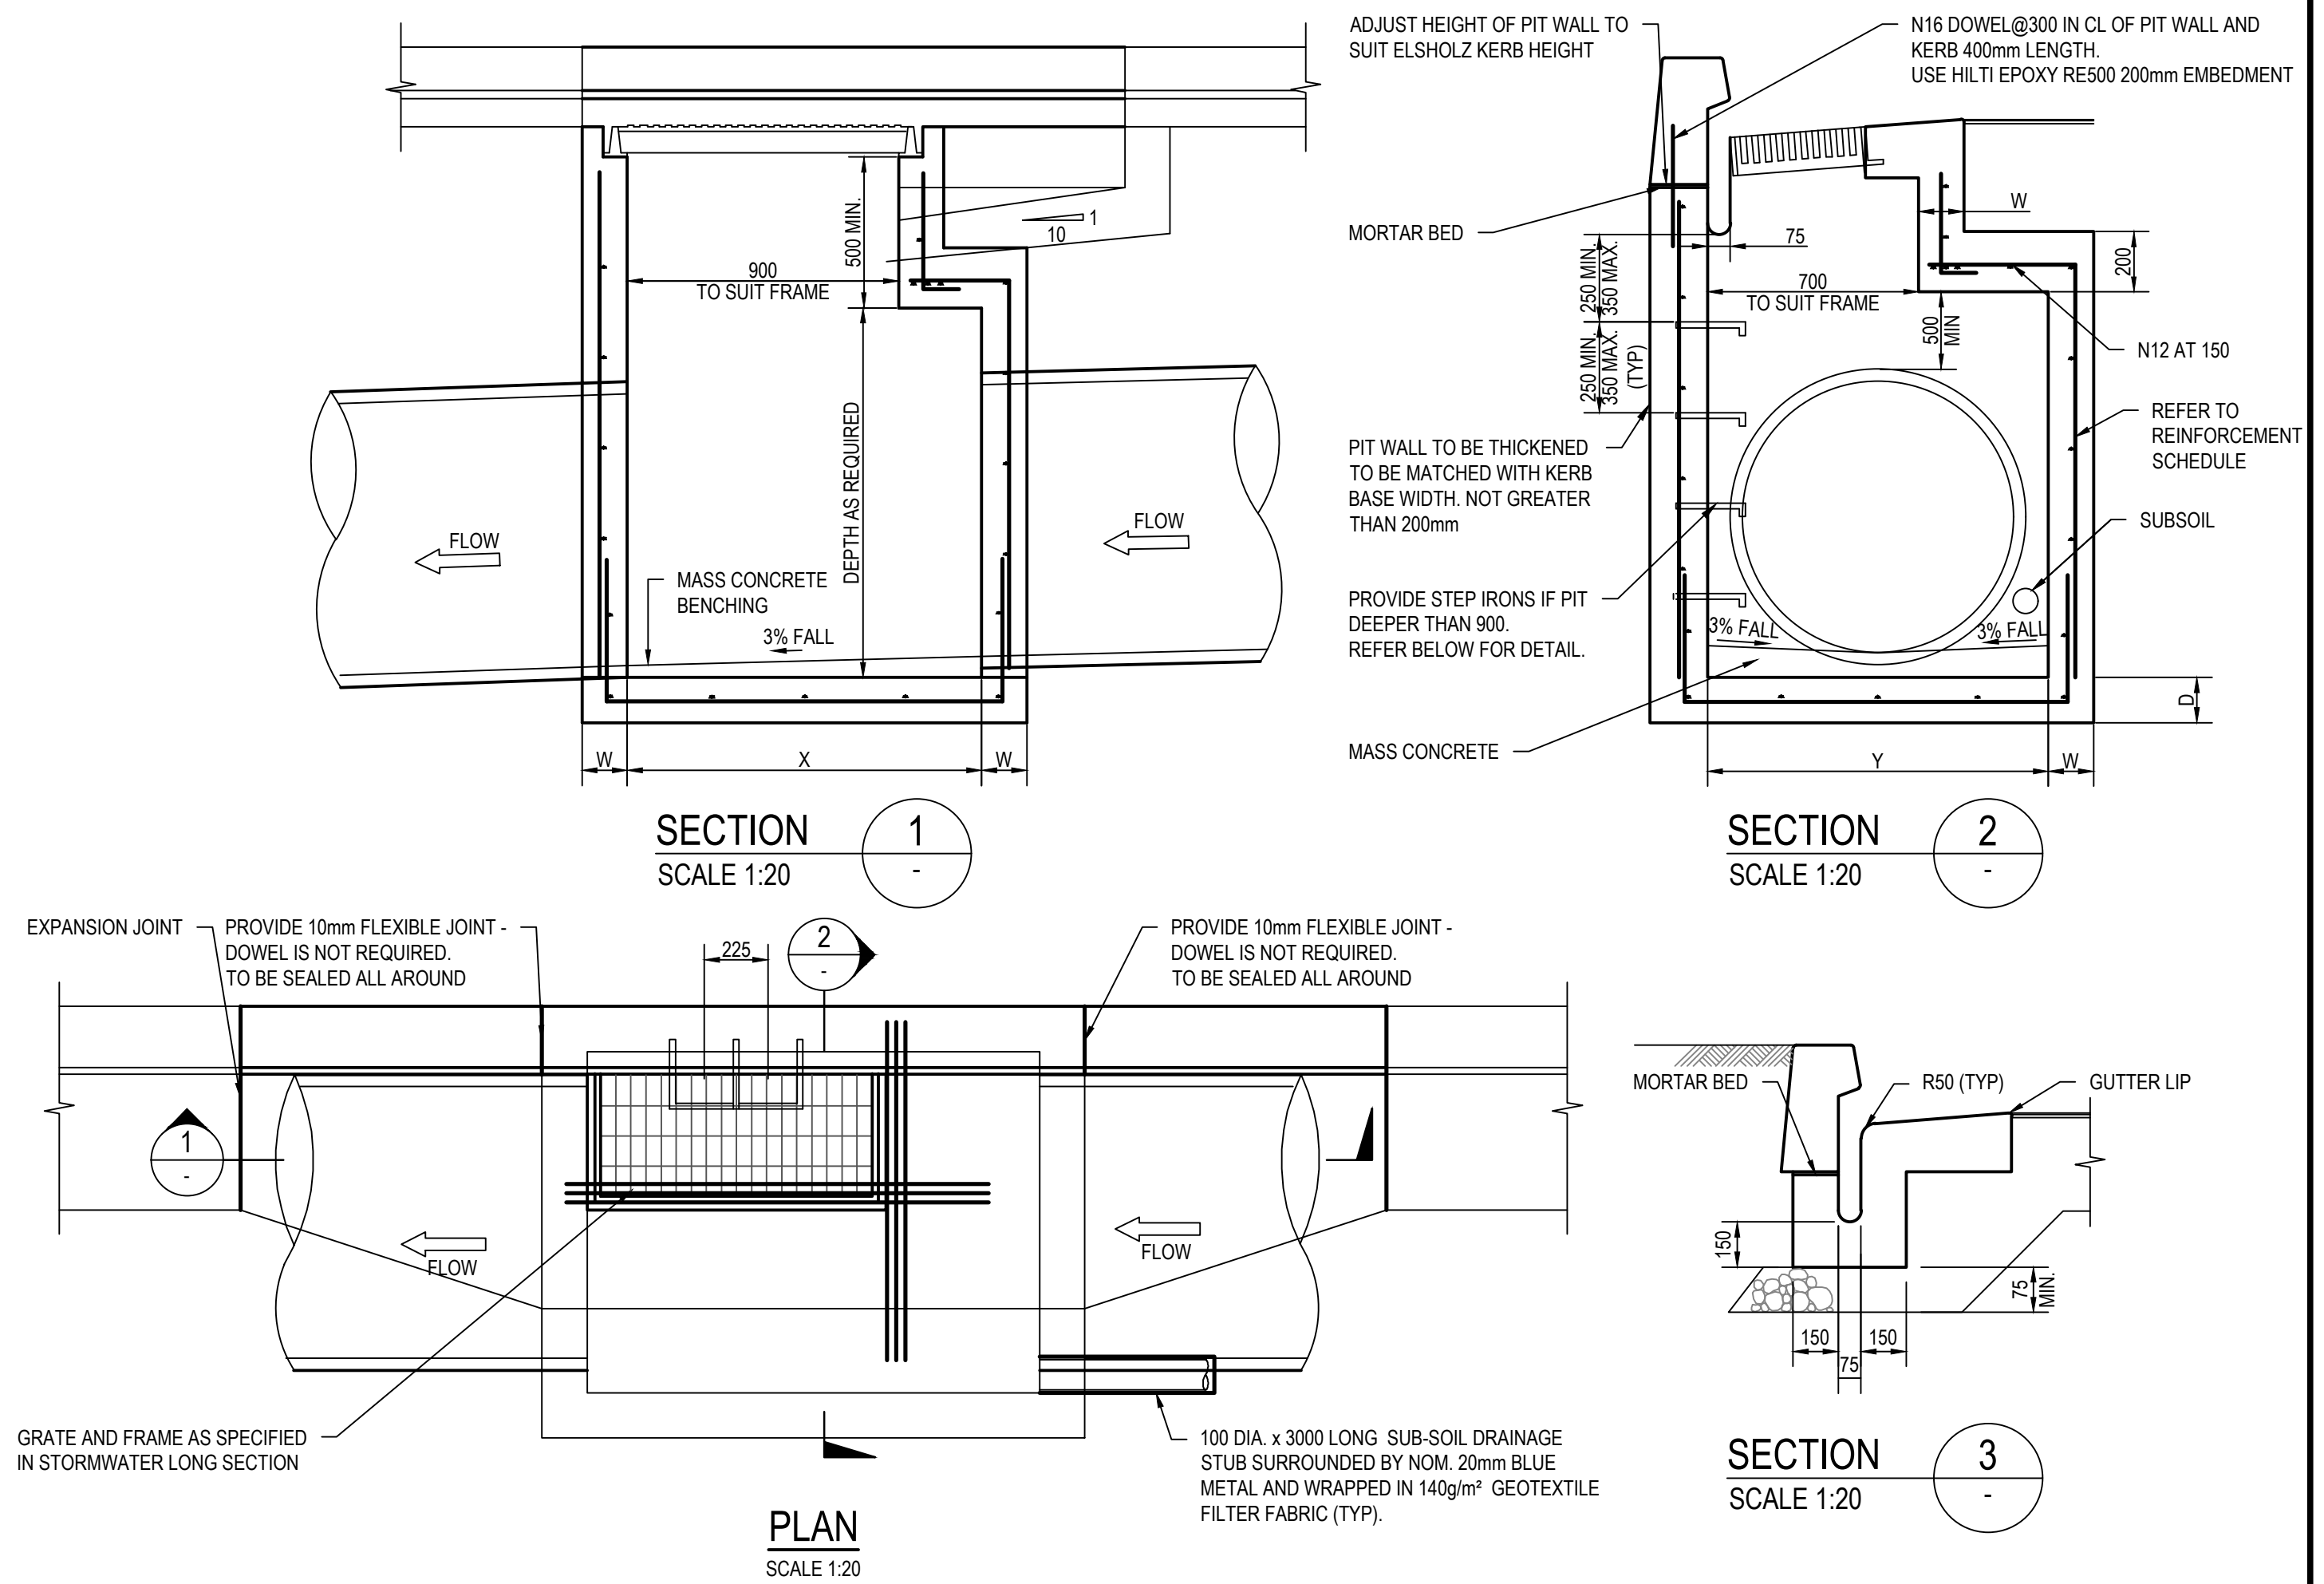 500 MIN.
1
10
900
TO SUIT FRAME
DEPTH AS REQUIRED
FLOW
FLOW
MASS CONCRETE
BENCHING
3% FALL
W
X
W
SECTION
1
SCALE 1:20
-
ADJUST HEIGHT OF PIT WALL TO
SUIT ELSHOLZ KERB HEIGHT
N16 DOWEL@300 IN CL OF PIT WALL AND
KERB 400mm LENGTH.
USE HILTI EPOXY RE500 200mm EMBEDMENT
MORTAR BED
W
75
250 MIN.
350 MAX.
200
700
TO SUIT FRAME
500
MIN
250 MIN.
350 MAX.
(TYP)
N12 AT 150
REFER TO
REINFORCEMENT
SCHEDULE
PIT WALL TO BE THICKENED
TO BE MATCHED WITH KERB
BASE WIDTH. NOT GREATER
THAN 200mm
SUBSOIL
PROVIDE STEP IRONS IF PIT
DEEPER THAN 900.
REFER BELOW FOR DETAIL.
3% FALL
3% FALL
D
MASS CONCRETE
Y
W
SECTION
2
SCALE 1:20
-
EXPANSION JOINT
PROVIDE 10mm FLEXIBLE JOINT -
DOWEL IS NOT REQUIRED.
TO BE SEALED ALL AROUND
225
2
-
PROVIDE 10mm FLEXIBLE JOINT -
DOWEL IS NOT REQUIRED.
TO BE SEALED ALL AROUND
1
-
FLOW
FLOW
GRATE AND FRAME AS SPECIFIED
IN STORMWATER LONG SECTION
100 DIA. x 3000 LONG SUB-SOIL DRAINAGE
STUB SURROUNDED BY NOM. 20mm BLUE
METAL AND WRAPPED IN 140g/m² GEOTEXTILE
FILTER FABRIC (TYP).
PLAN
SCALE 1:20
MORTAR BED
R50 (TYP)
GUTTER LIP
150
75
MIN.
150
150
75
SECTION
3
SCALE 1:20
-